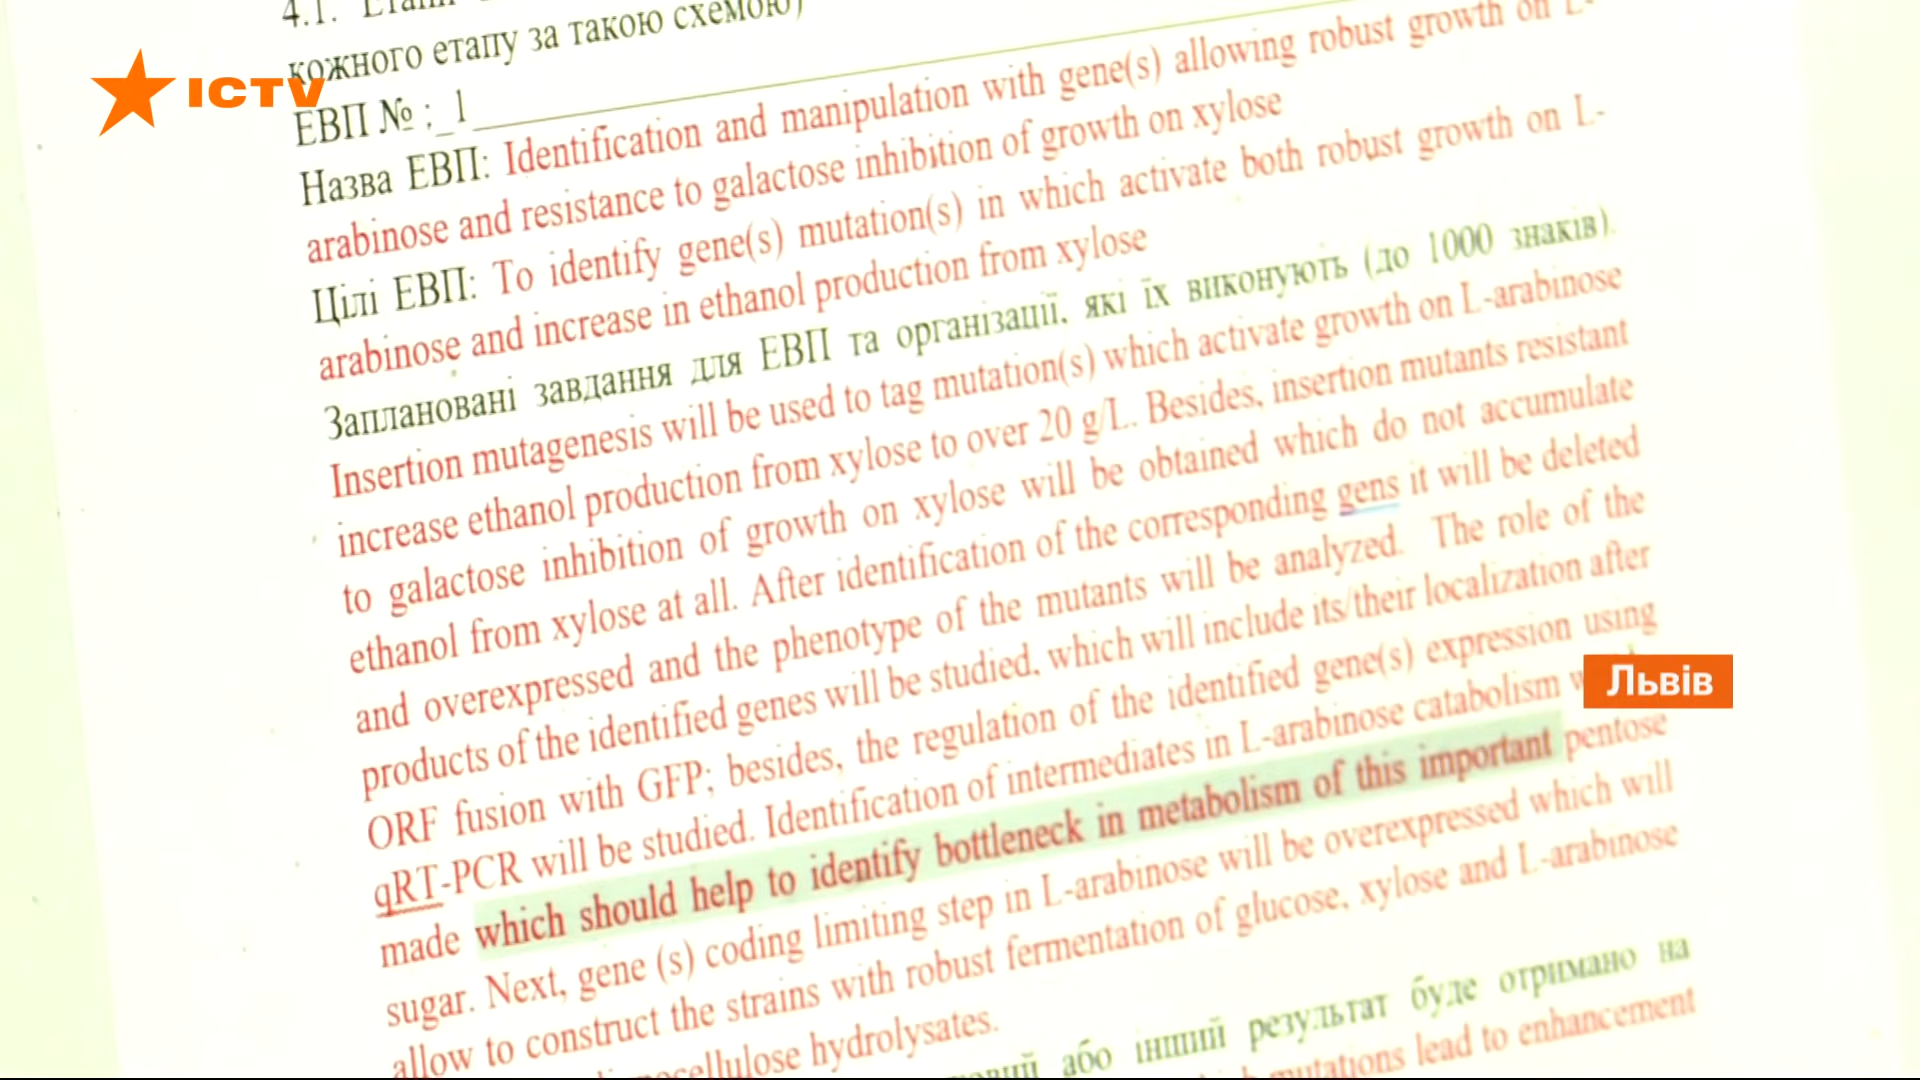 4.1. Етапи
кожного етапу за такою схемою)
ICTV
ЕВП № ; 1
Назва ЕВП: Identification and manipulation with gene(s) allowing robust growth on L-
arabinose and resistance to galactose inhibition of growth on xylose
Цілі ЕВП: To identify gene(s) mutation(s) in which activate both robust growth on L-
arabinose and increase in ethanol production from xylose
Заплановані завдання для ЕВП та організації, які їх виконують (до 1000 знаків).
Insertion mutagenesis will be used to tag mutation(s) which activate growth on L-arabinose
increase ethanol production from xylose to over 20 g/L. Besides, insertion mutants resistant
to galactose inhibition of growth on xylose will be obtained which do not accumulate
ethanol from xylose at all. After identification of the corresponding gens it will be deleted
and overexpressed and the phenotype of the mutants will be analyzed. The role of the
products of the identified genes will be studied, which will include its/their localization after
ORF fusion with GFP; besides, the regulation of the identified gene(s) expression using
qRT-PCR will be studied. Identification of intermediates in L-arabinose catabolism
Львів
made which should help to identify bottleneck in metabolism of this important pentose
sugar. Next, gene (s) coding limiting step in L-arabinose will be overexpressed which will
allow to construct the strains with robust fermentation of glucose, xylose and L-arabinose
hydrolysates.
або інший результат буде отримано на
mutations lead to enhancement